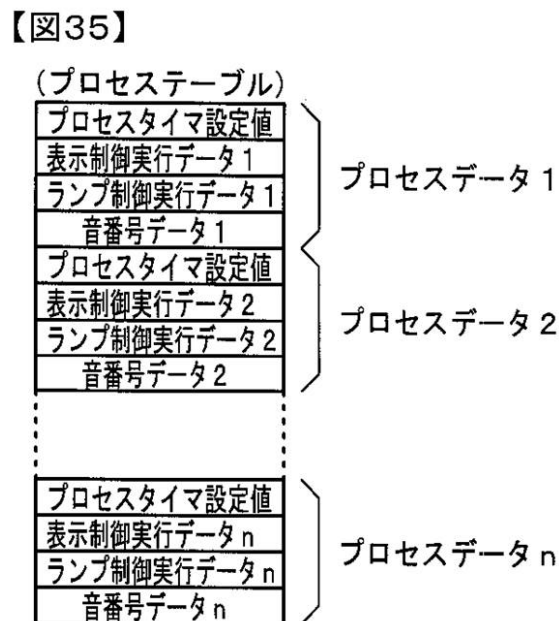 【図35】
(プロセステーブル)
プロセスタイマ設定値
表示制御実行データ1
ランプ制御実行データ1
音番号データ1
プロセスデータ1
プロセスタイマ設定値
表示制御実行データ2
ランプ制御実行データ2
音番号データ2
プロセスデータ2
プロセスタイマ設定値
表示制御実行データn
ランプ制御実行データn
音番号データn
プロセスデータn